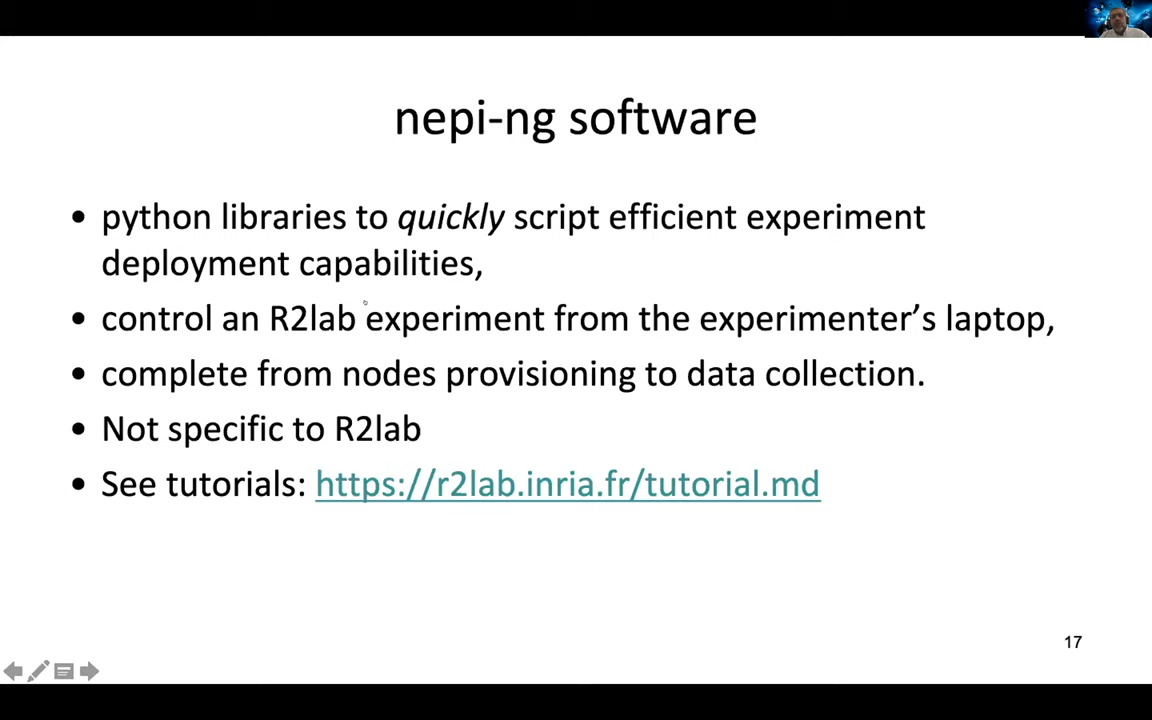 nepi-ng software
• python libraries to quickly script efficient experiment
deployment capabilities,
• control an R2lab experiment from the experimenter's laptop,
• complete from nodes provisioning to data collection.
• Not specific to R2lab
• See tutorials: https://r2lab.inria.fr/tutorial.md
17